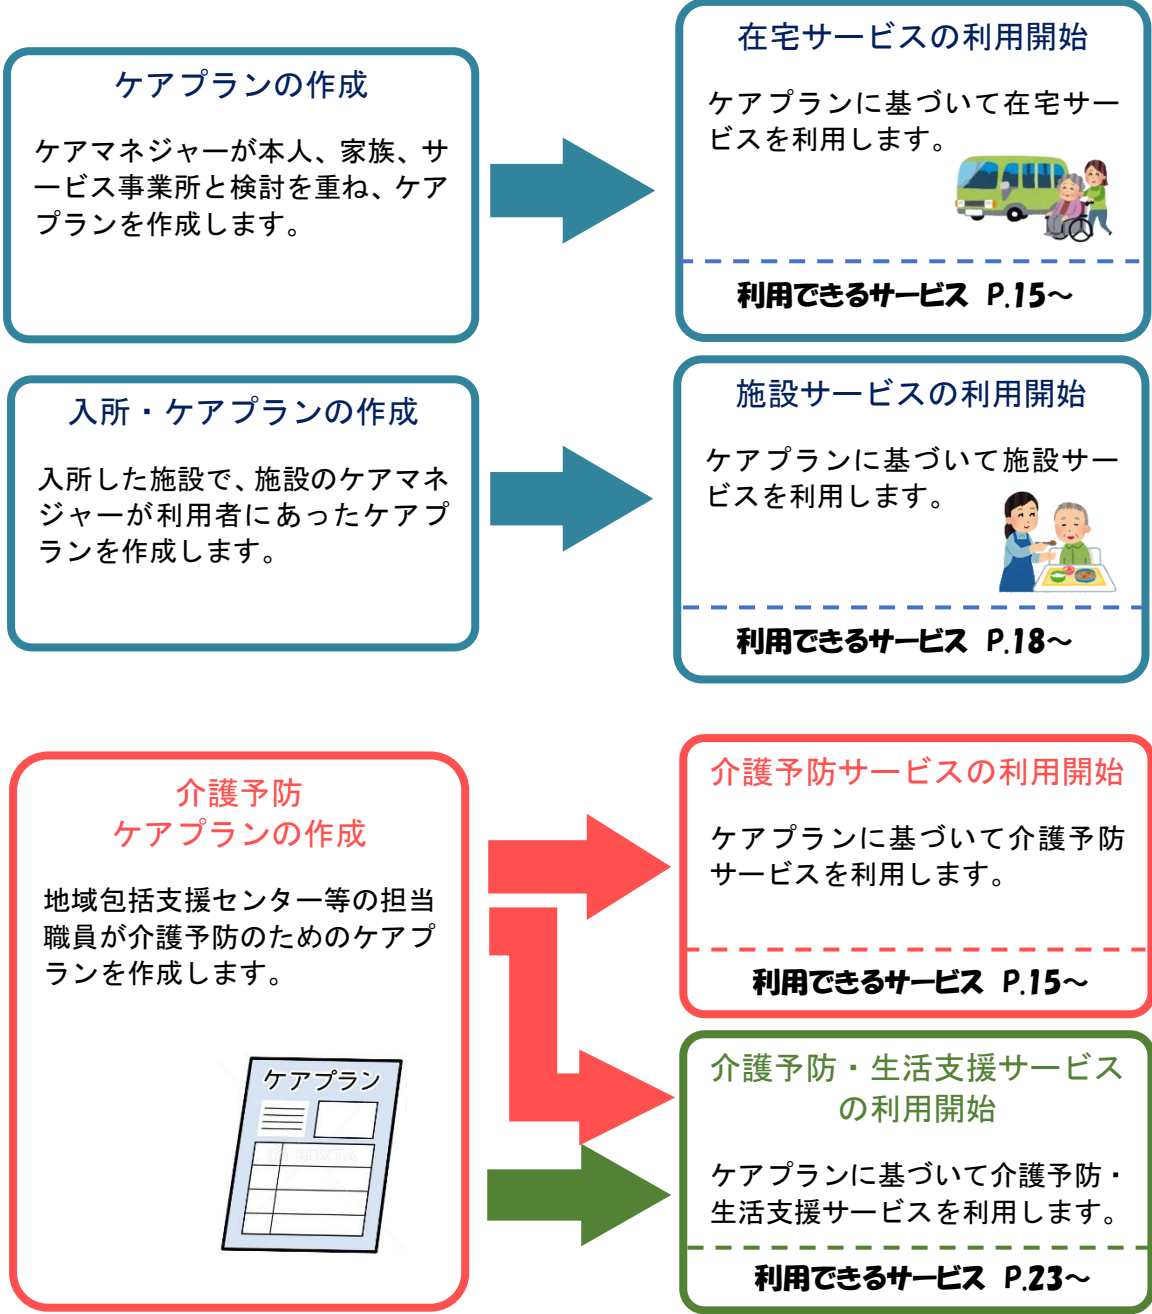 ケアプランの作成
ケアマネジャーが本人、家族、サ
ービス事業所と検討を重ね、ケア
プランを作成します。
在宅サービスの利用開始
ケアプランに基づいて在宅サー
ビスを利用します。
利用できるサービス P.15～
入所・ケアプランの作成
入所した施設で、施設のケアマネ
ジャーが利用者にあったケアプ
ランを作成します。
施設サービスの利用開始
ケアプランに基づいて施設サー
ビスを利用します。
利用できるサービス P.18～
介護予防
ケアプランの作成
地域包括支援センター等の担当
職員が介護予防のためのケアプ
ランを作成します。
ケアプラン
介護予防サービスの利用開始
ケアプランに基づいて介護予防
サービスを利用します。
利用できるサービス P.15～
介護予防・生活支援サービス
の利用開始
ケアプランに基づいて介護予防・
生活支援サービスを利用します。
利用できるサービス P.23～